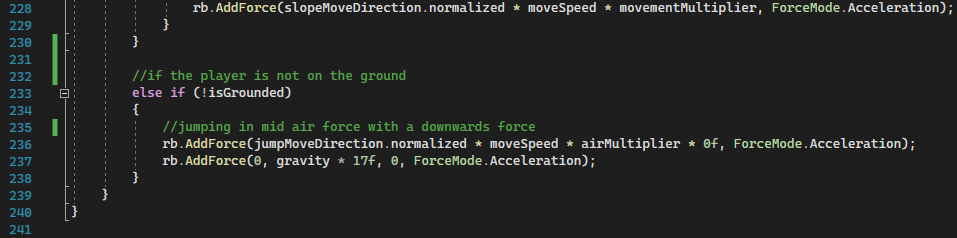 228 rb.AddForce(slopeMoveDirection.normalized * moveSpeed * movementMultiplier, ForceMode.Acceleration);
229 }
230 }
231
232 //if the player is not on the ground
233 else if (!isGrounded)
234 {
235 //jumping in mid air force with a downwards force
236 rb.AddForce(jumpMoveDirection.normalized * moveSpeed * airMultiplier * 0f, ForceMode.Acceleration);
237 rb.AddForce(0, gravity * 17f, 0, ForceMode.Acceleration);
238 }
239 }
240 }
241